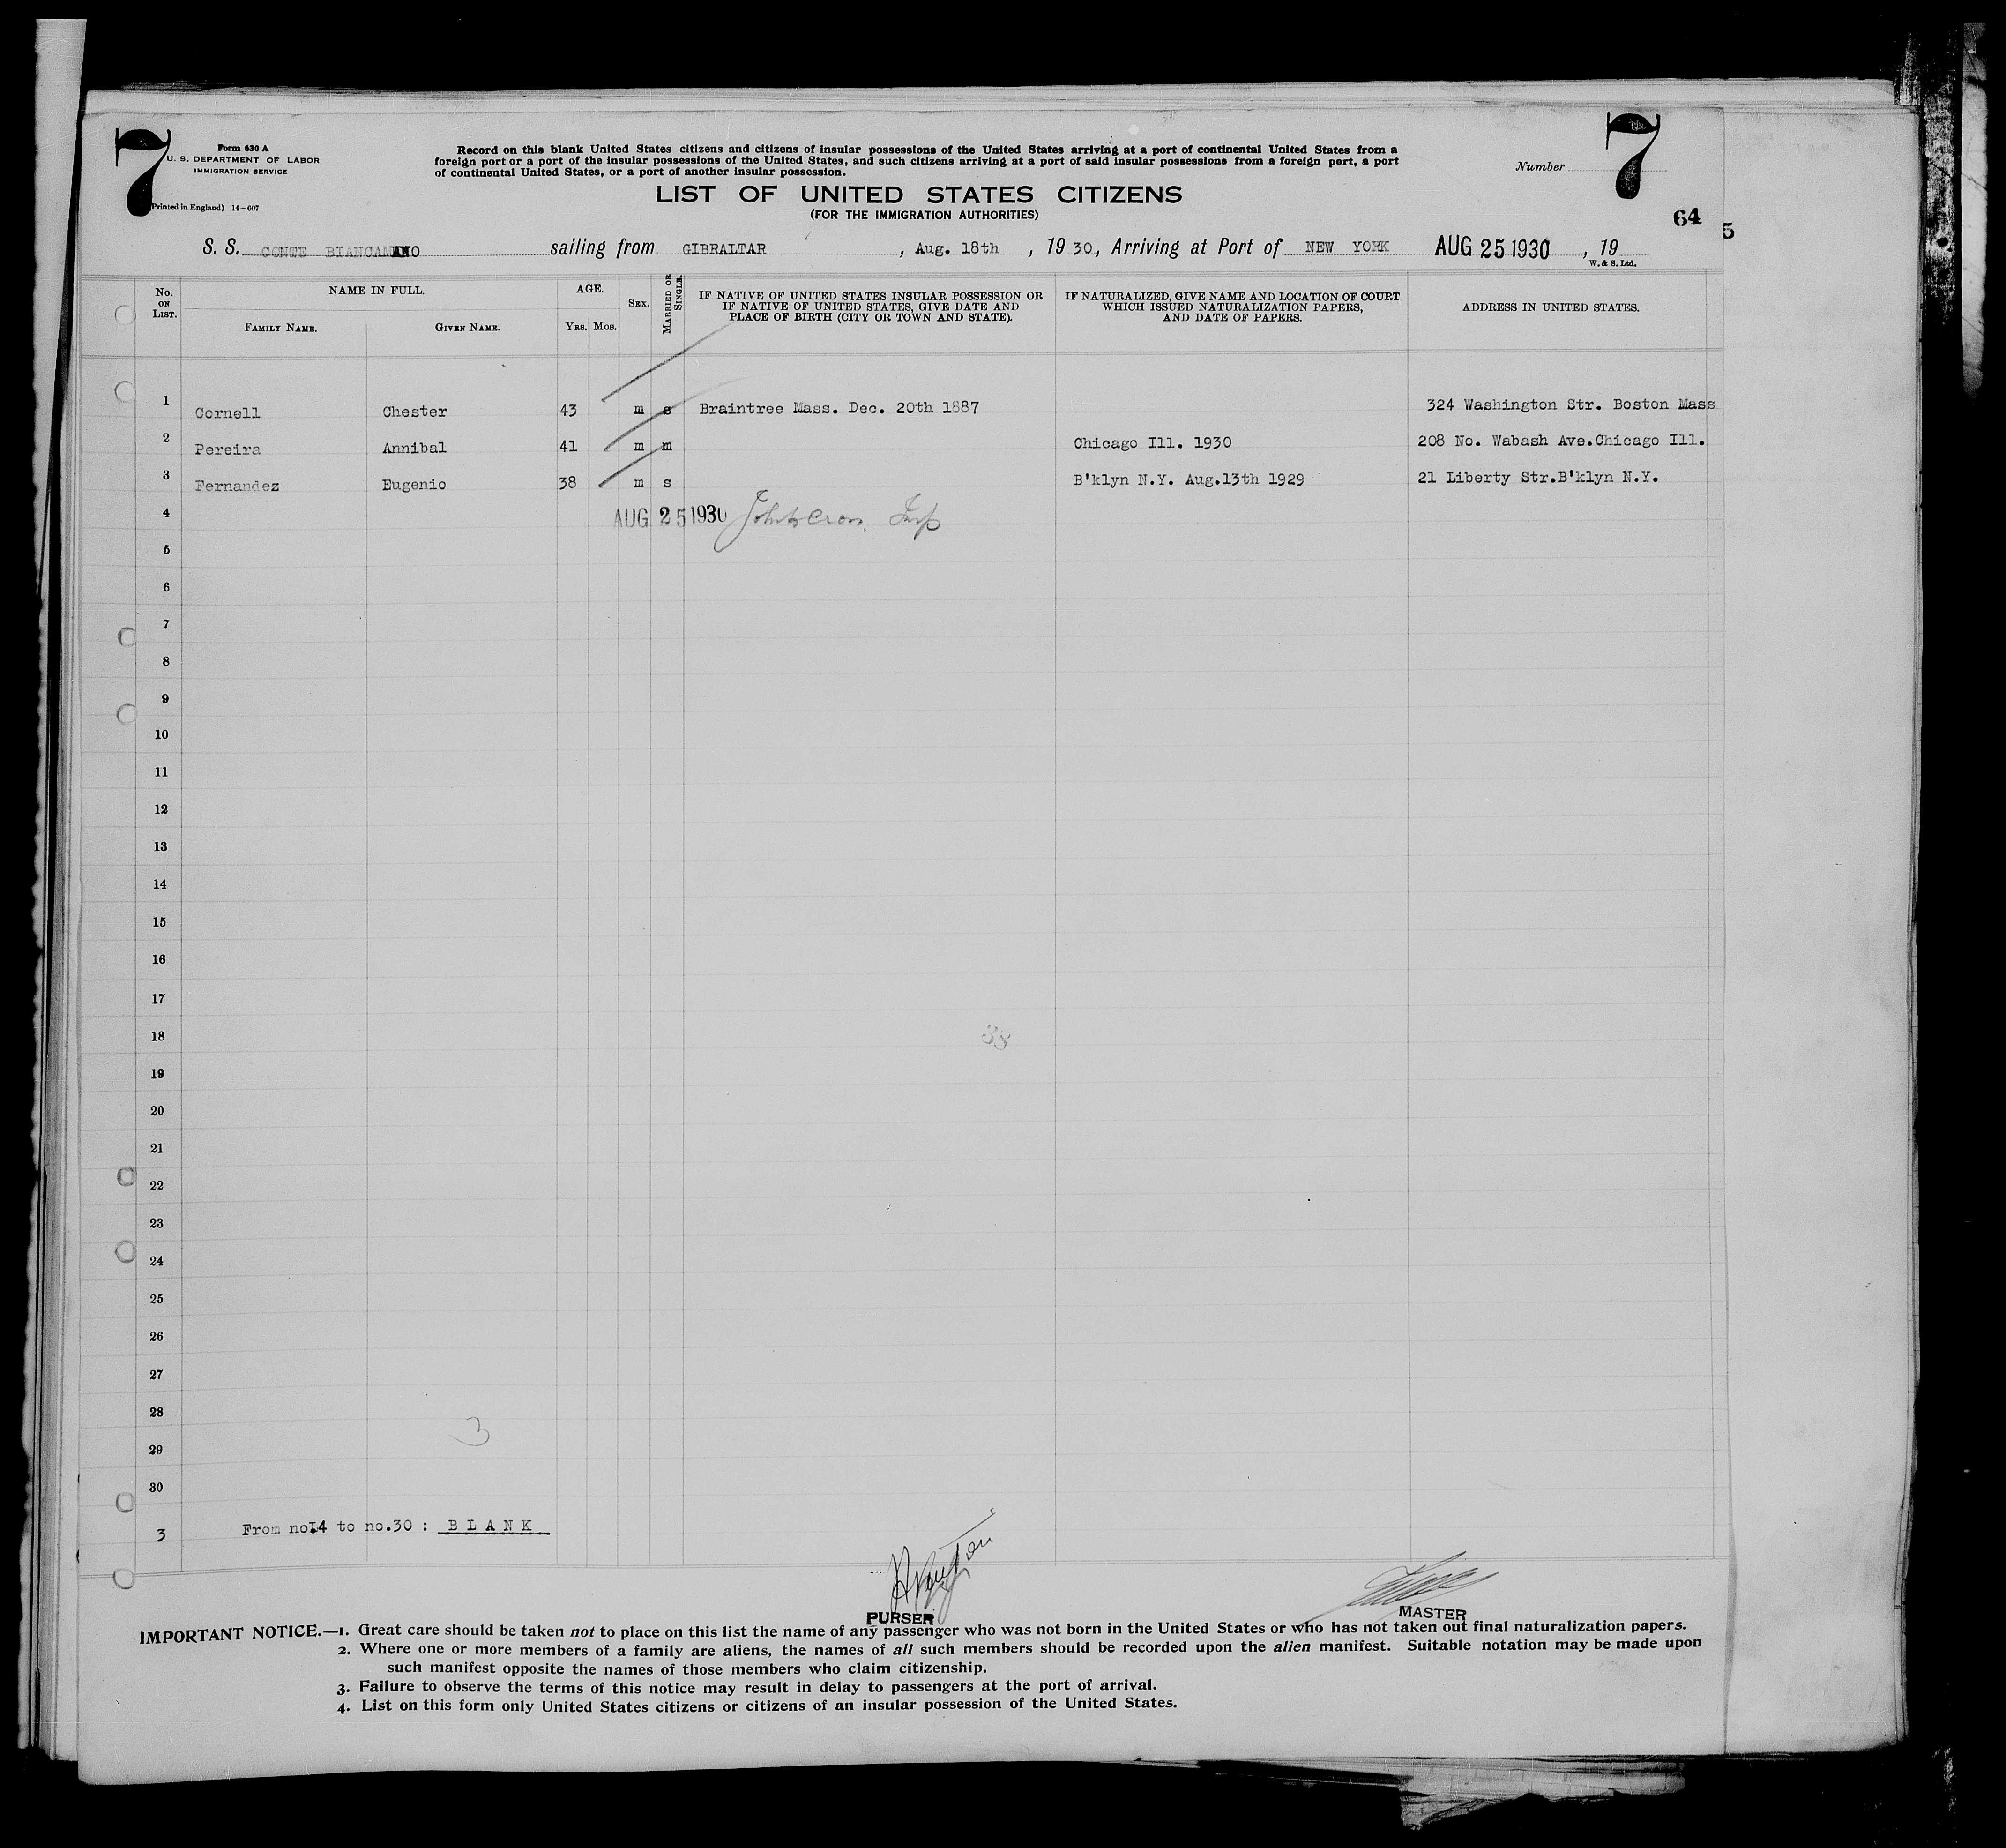 7
Form 630 A
U. S. DEPARTMENT OF LABOR
IMMIGRATION SERVICE
(Printed in England) 14—607
Record on this blank United States citizens and citizens of insular possessions of the United States arriving at a port of continental United States from a
foreign port or a port of the insular possessions of the United States, and such citizens arriving at a port of said insular possessions from a foreign port, a port
of continental United States, or a port of another insular possession.
Number 7
LIST OF UNITED STATES CITIZENS
(FOR THE IMMIGRATION AUTHORITIES)
64
5
S. S. CONTE BIANCAMANO sailing from GIBRALTAR , Aug. 18th , 19 30, Arriving at Port of NEW YORK AUG 25 1930 , 19
W. & S. Ltd.
No. ON LIST. NAME IN FULL. AGE. SEX. MARRIED OR SINGLE. IF NATIVE OF UNITED STATES INSULAR POSSESSION OR IF NATIVE OF UNITED STATES, GIVE DATE AND PLACE OF BIRTH (CITY OR TOWN AND STATE). IF NATURALIZED, GIVE NAME AND LOCATION OF COURT WHICH ISSUED NATURALIZATION PAPERS, AND DATE OF PAPERS. ADDRESS IN UNITED STATES.
FAMILY NAME. GIVEN NAME. YRS. MOS.
1 Cornell Chester 43 m s Braintree Mass. Dec. 20th 1887 324 Washington Str. Boston Mass
2 Pereira Annibal 41 m m Chicago Ill. 1930 208 No. Wabash Ave.Chicago Ill.
3 Fernandez Eugenio 38 m s B'klyn N.Y. Aug.13th 1929 21 Liberty Str.B'klyn N.Y.
4 AUG 25 1930 Insp
5
6
7
8
9
10
11
12
13
14
15
16
17
18
38
19
20
21
22
23
24
25
26
27
28
3
29
30
3 From no.4 to no.30 : B L A N K
PURSER
MASTER
IMPORTANT NOTICE.—1. Great care should be taken not to place on this list the name of any passenger who was not born in the United States or who has not taken out final naturalization papers.
2. Where one or more members of a family are aliens, the names of all such members should be recorded upon the alien manifest. Suitable notation may be made upon
such manifest opposite the names of those members who claim citizenship.
3. Failure to observe the terms of this notice may result in delay to passengers at the port of arrival.
4. List on this form only United States citizens or citizens of an insular possession of the United States.